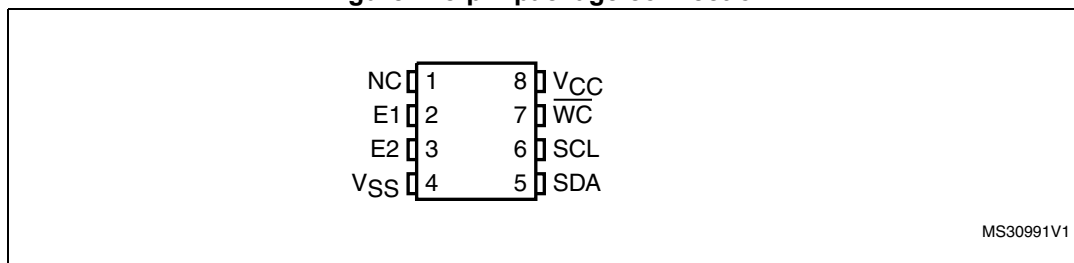 NC 1 8 VCC
E1 2 7 WC
E2 3 6 SCL
VSS 4 5 SDA
MS30991V1